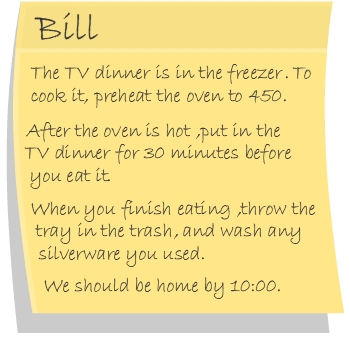 Bill
The TV dinner is in the freezer. To
cook it, preheat the oven to 450.
After the oven is hot ,put in the
TV dinner for 30 minutes before
you eat it.
When you finish eating ,throw the
tray in the trash, and wash any
silverware you used.
We should be home by 10:00.